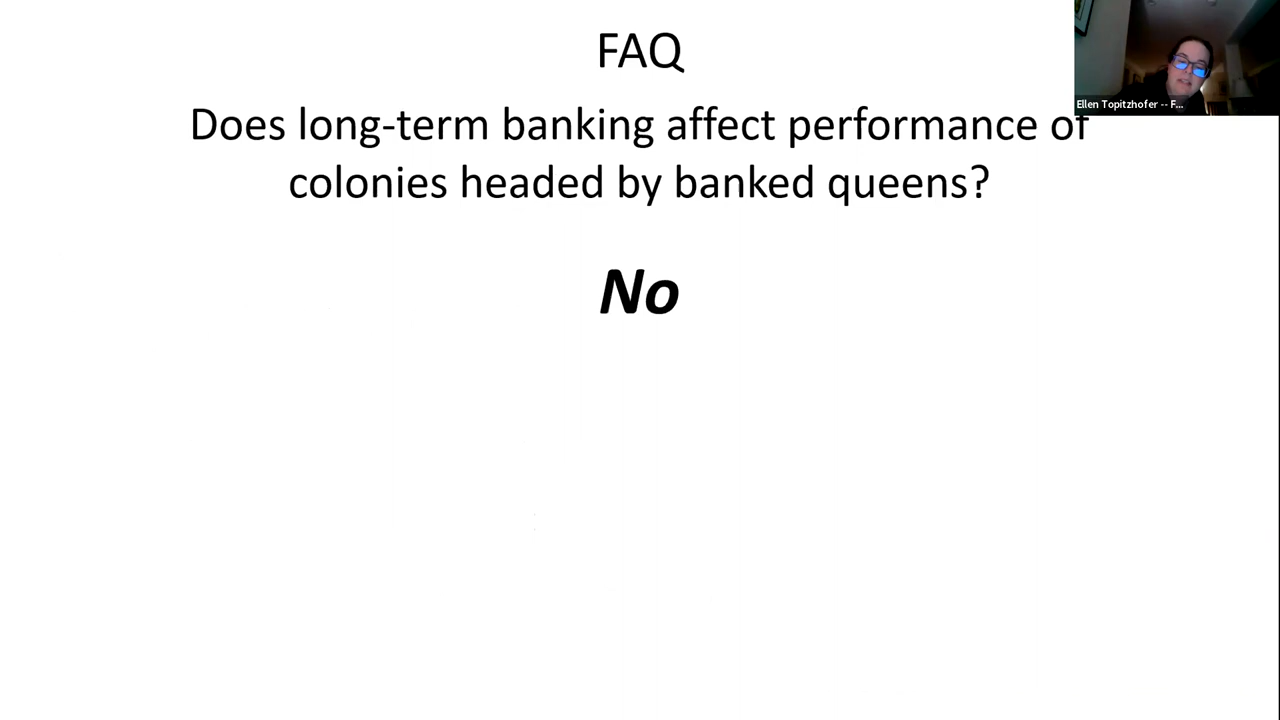 FAQ
Ellen Topitzhofer -- F...
Does long-term banking affect performance of
colonies headed by banked queens?
No